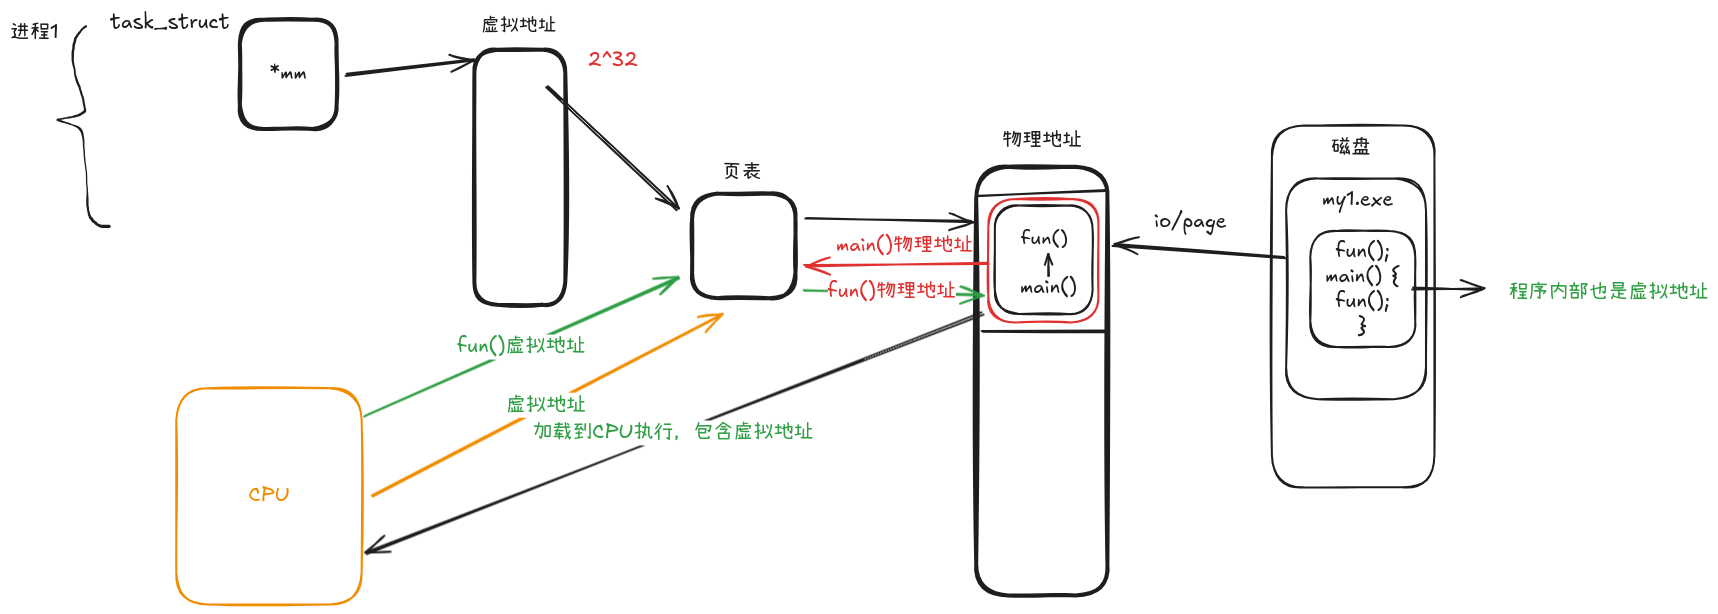 进程1
task_struct
*mm
虚拟地址
2^32
页表
物理地址
fun()
main()
main()物理地址
fun()物理地址
io/page
磁盘
my1.exe
fun();
main() {
fun();
}
程序内部也是虚拟地址
fun()虚拟地址
虚拟地址
加载到CPU执行，包含虚拟地址
CPU